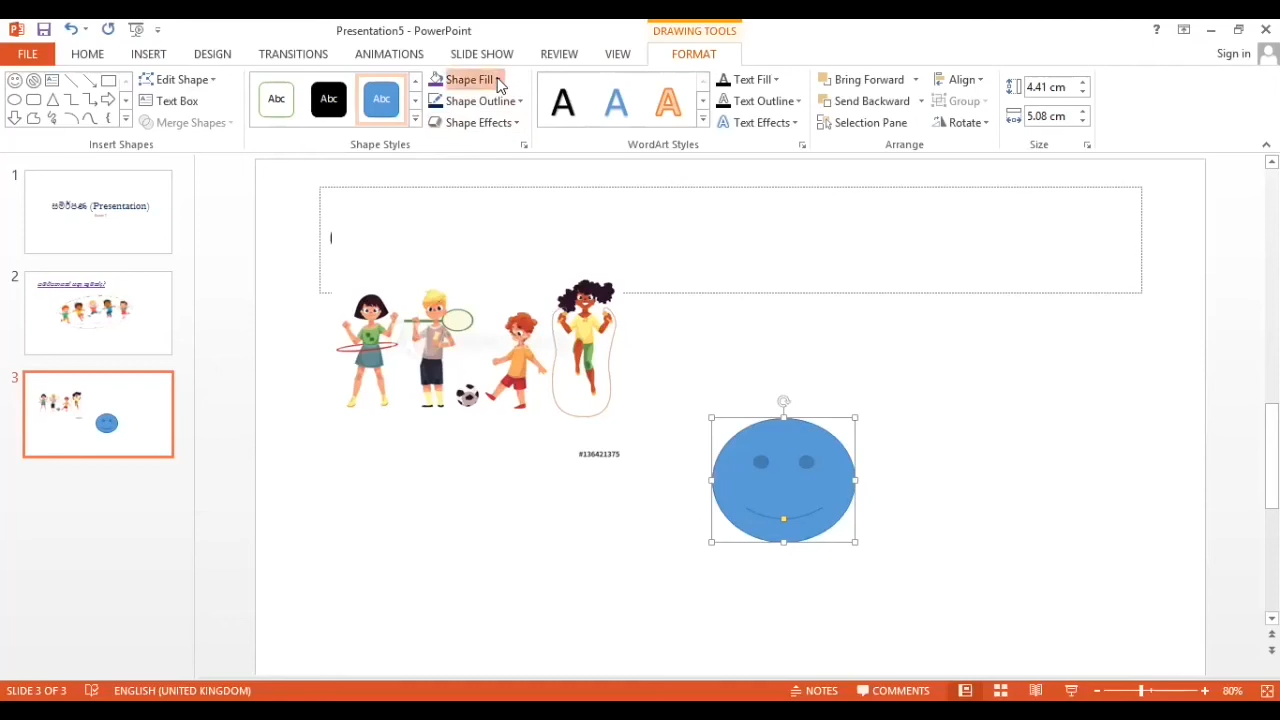 Presentation5 - PowerPoint
DRAWING TOOLS
?
FILE
HOME
INSERT
DESIGN
TRANSITIONS
ANIMATIONS
SLIDE SHOW
REVIEW
VIEW
FORMAT
Sign in
Edit Shape
Text Box
Merge Shapes
Insert Shapes
Abc
Abc
Abc
Shape Fill
Shape Outline
Shape Effects
Shape Styles
A
A
A
Text Fill
Text Outline
Text Effects
WordArt Styles
Bring Forward
Send Backward
Selection Pane
Align
Group
Rotate
Arrange
4.41 cm
5.08 cm
Size
1
සමර්පණ (Presentation)
2
3
#136421375
SLIDE 3 OF 3
ENGLISH (UNITED KINGDOM)
NOTES
COMMENTS
80%